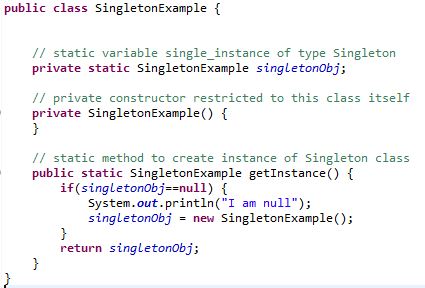 public class SingletonExample {
// static variable single_instance of type Singleton
private static SingletonExample singletonObj;
// private constructor restricted to this class itself
private SingletonExample() {
}
// static method to create instance of Singleton class
public static SingletonExample getInstance() {
if(singletonObj==null) {
System.out.println("I am null");
singletonObj = new SingletonExample();
}
return singletonObj;
}
}